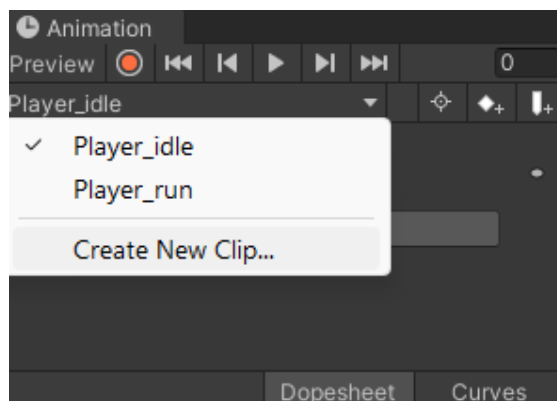 Animation
Preview 0
Player_idle
Player_idle
Player_run
Create New Clip...
Dopesheet Curves